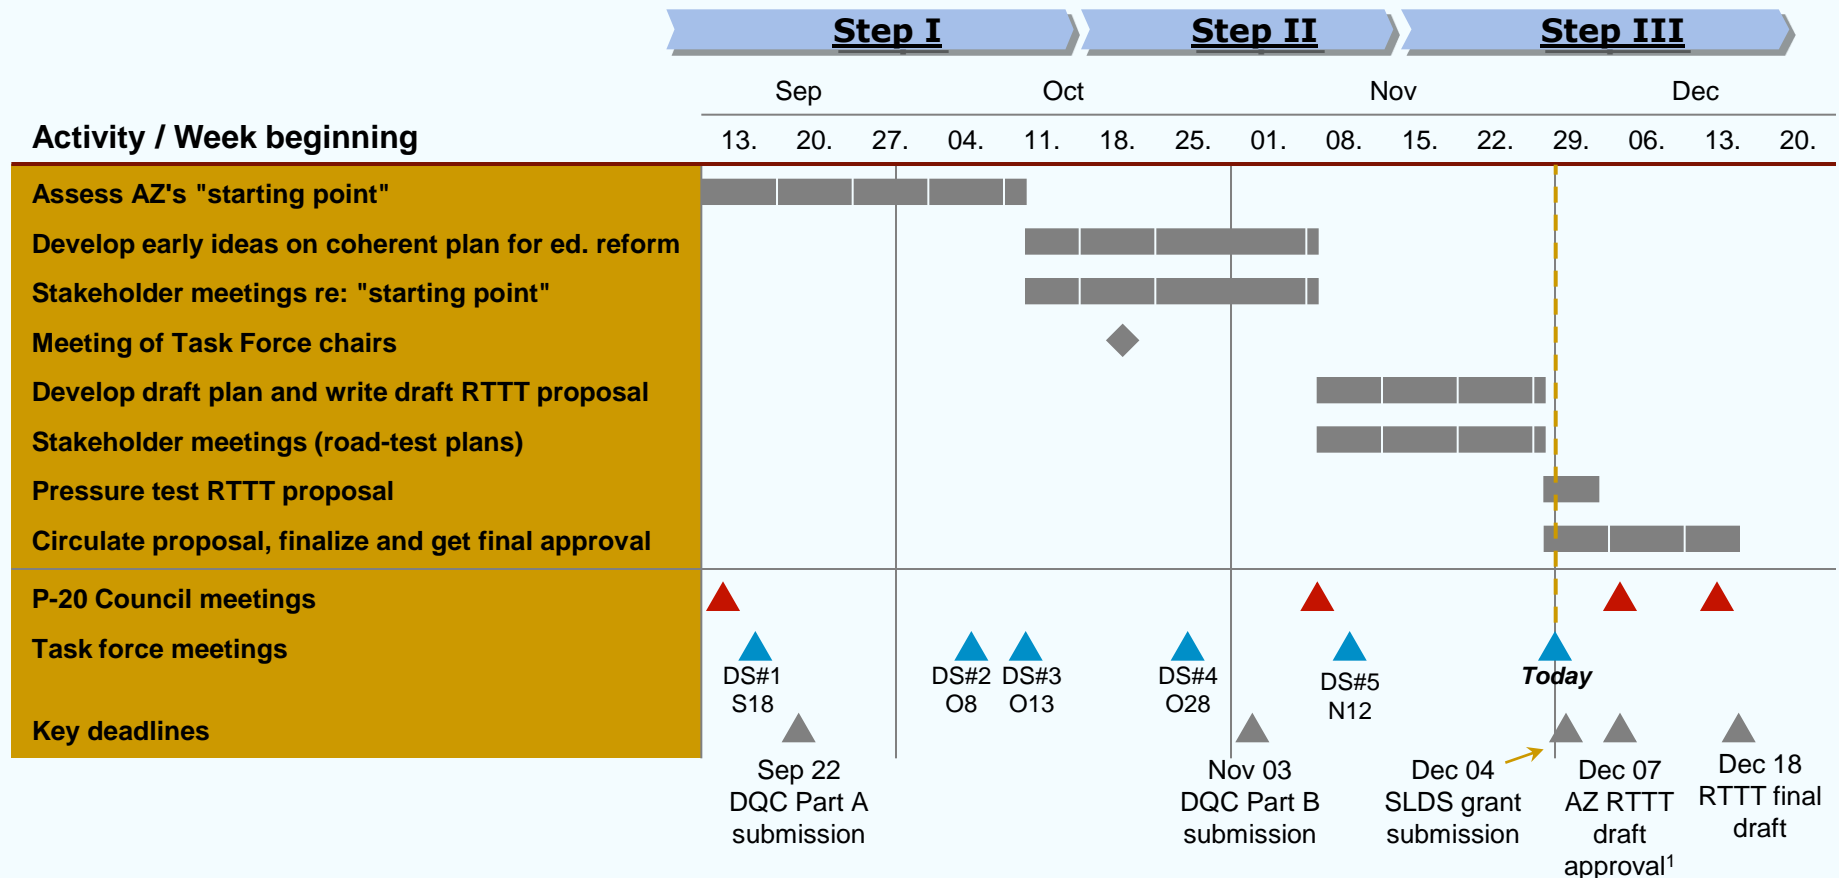 Step I
Step II
Step III
Sep
Oct
Nov
Dec
Activity / Week beginning
13.
20.
27.
04.
11.
18.
25.
01.
08.
15.
22.
29.
06.
13.
20.
Assess AZ's "starting point"
Develop early ideas on coherent plan for ed. reform
Stakeholder meetings re: "starting point"
Meeting of Task Force chairs
Develop draft plan and write draft RTTT proposal
Stakeholder meetings (road-test plans)
Pressure test RTTT proposal
Circulate proposal, finalize and get final approval
P-20 Council meetings
Task force meetings
DS#1
S18
DS#2
O8
DS#3
O13
DS#4
O28
DS#5
N12
Today
Key deadlines
Sep 22
DQC Part A
submission
Nov 03
DQC Part B
submission
Dec 04
SLDS grant
submission
Dec 07
AZ RTTT
draft
approval¹
Dec 18
RTTT final
draft